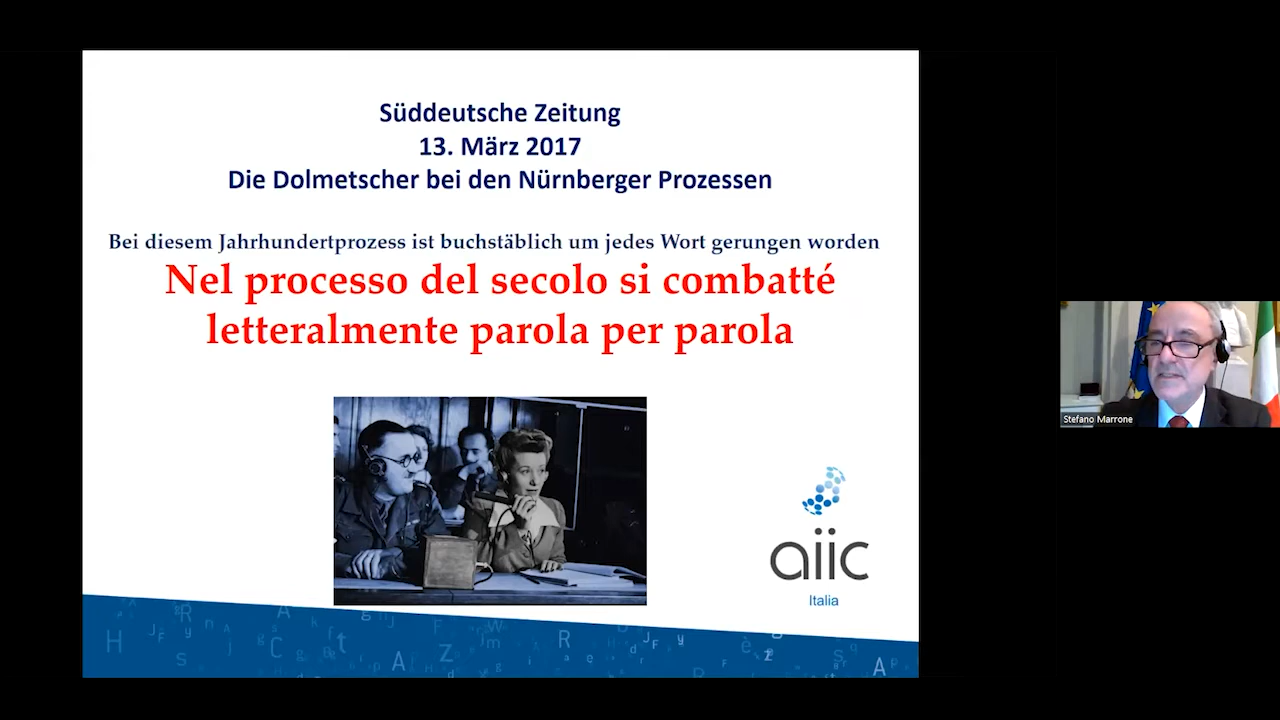 Süddeutsche Zeitung
13. März 2017
Die Dolmetscher bei den Nürnberger Prozessen
Bei diesem Jahrhundertprozess ist buchstäblich um jedes Wort gerungen worden
Nel processo del secolo si combatté
letteralmente parola per parola
aiic
Italia
Stefano Marrone